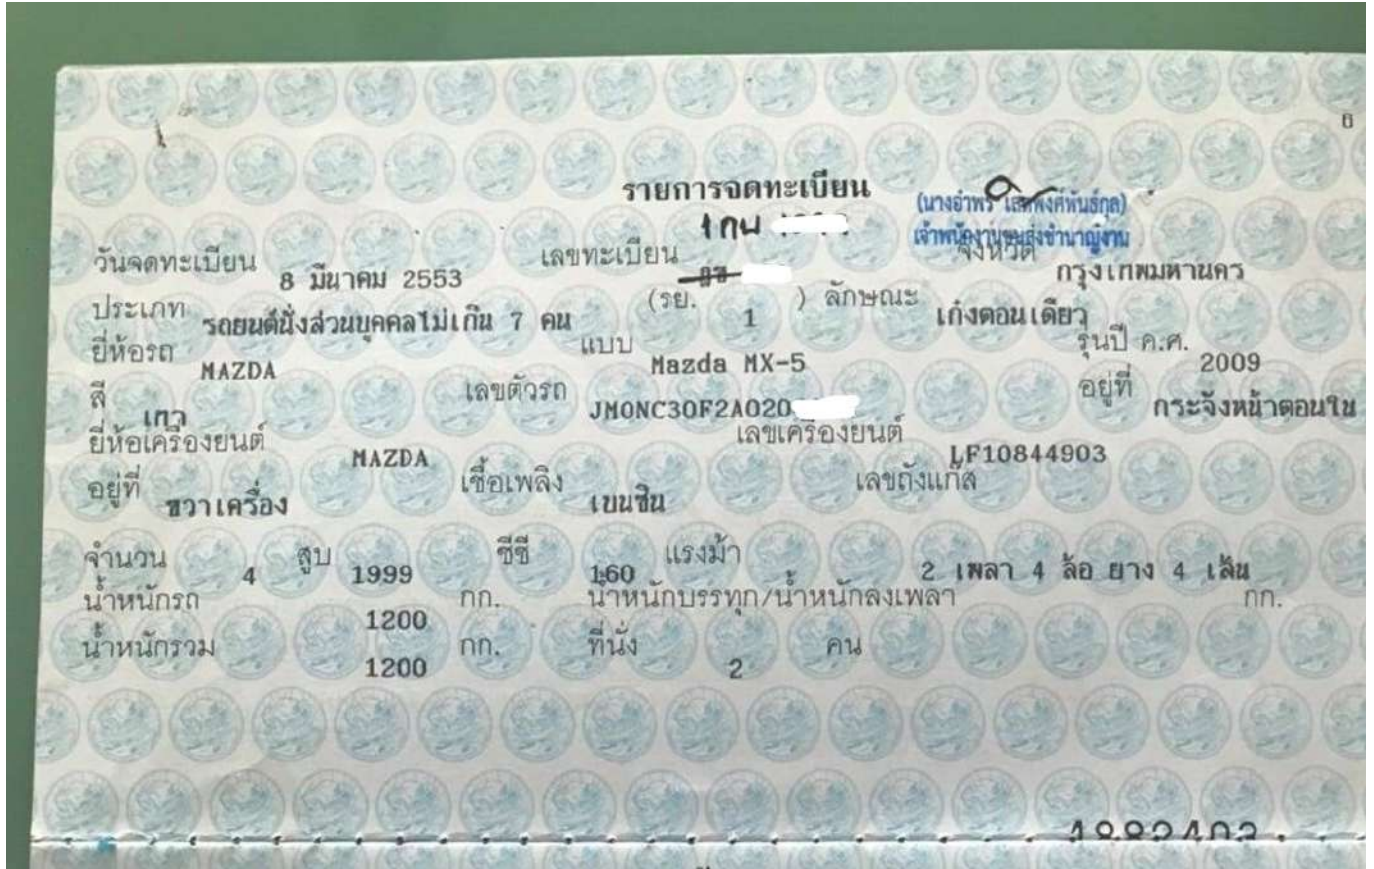 6
รายการจดทะเบียน
(นางอำพร
1 กม
เจ้าพนักงานขนส่งชำนาญงาน
วันจดทะเบียน 8 มีนาคม 2553 เลขทะเบียน จังหวัด กรุงเทพมหานคร
ประเภท รถยนต์นั่งส่วนบุคคลไม่เกิน 7 คน (รย. 1 ) ลักษณะ เก๋งตอนเดียว
ยี่ห้อรถ MAZDA แบบ Mazda MX-5 รุ่นปี ค.ศ. 2009
สี เทา เลขตัวรถ JM0NC30F2A020 อยู่ที่ กระจังหน้าตอนใน
ยี่ห้อเครื่องยนต์ MAZDA เลขเครื่องยนต์ LF10844903
อยู่ที่ ขวาเครื่อง เชื้อเพลิง เบนซิน เลขถังแก๊ส
จำนวน 4 สูบ 1999 ซีซี 160 แรงม้า 2 เพลา 4 ล้อ ยาง 4 เส้น
น้ำหนักรถ 1200 กก. น้ำหนักบรรทุก/น้ำหนักลงเพลา กก.
น้ำหนักรวม 1200 กก. ที่นั่ง 2 คน